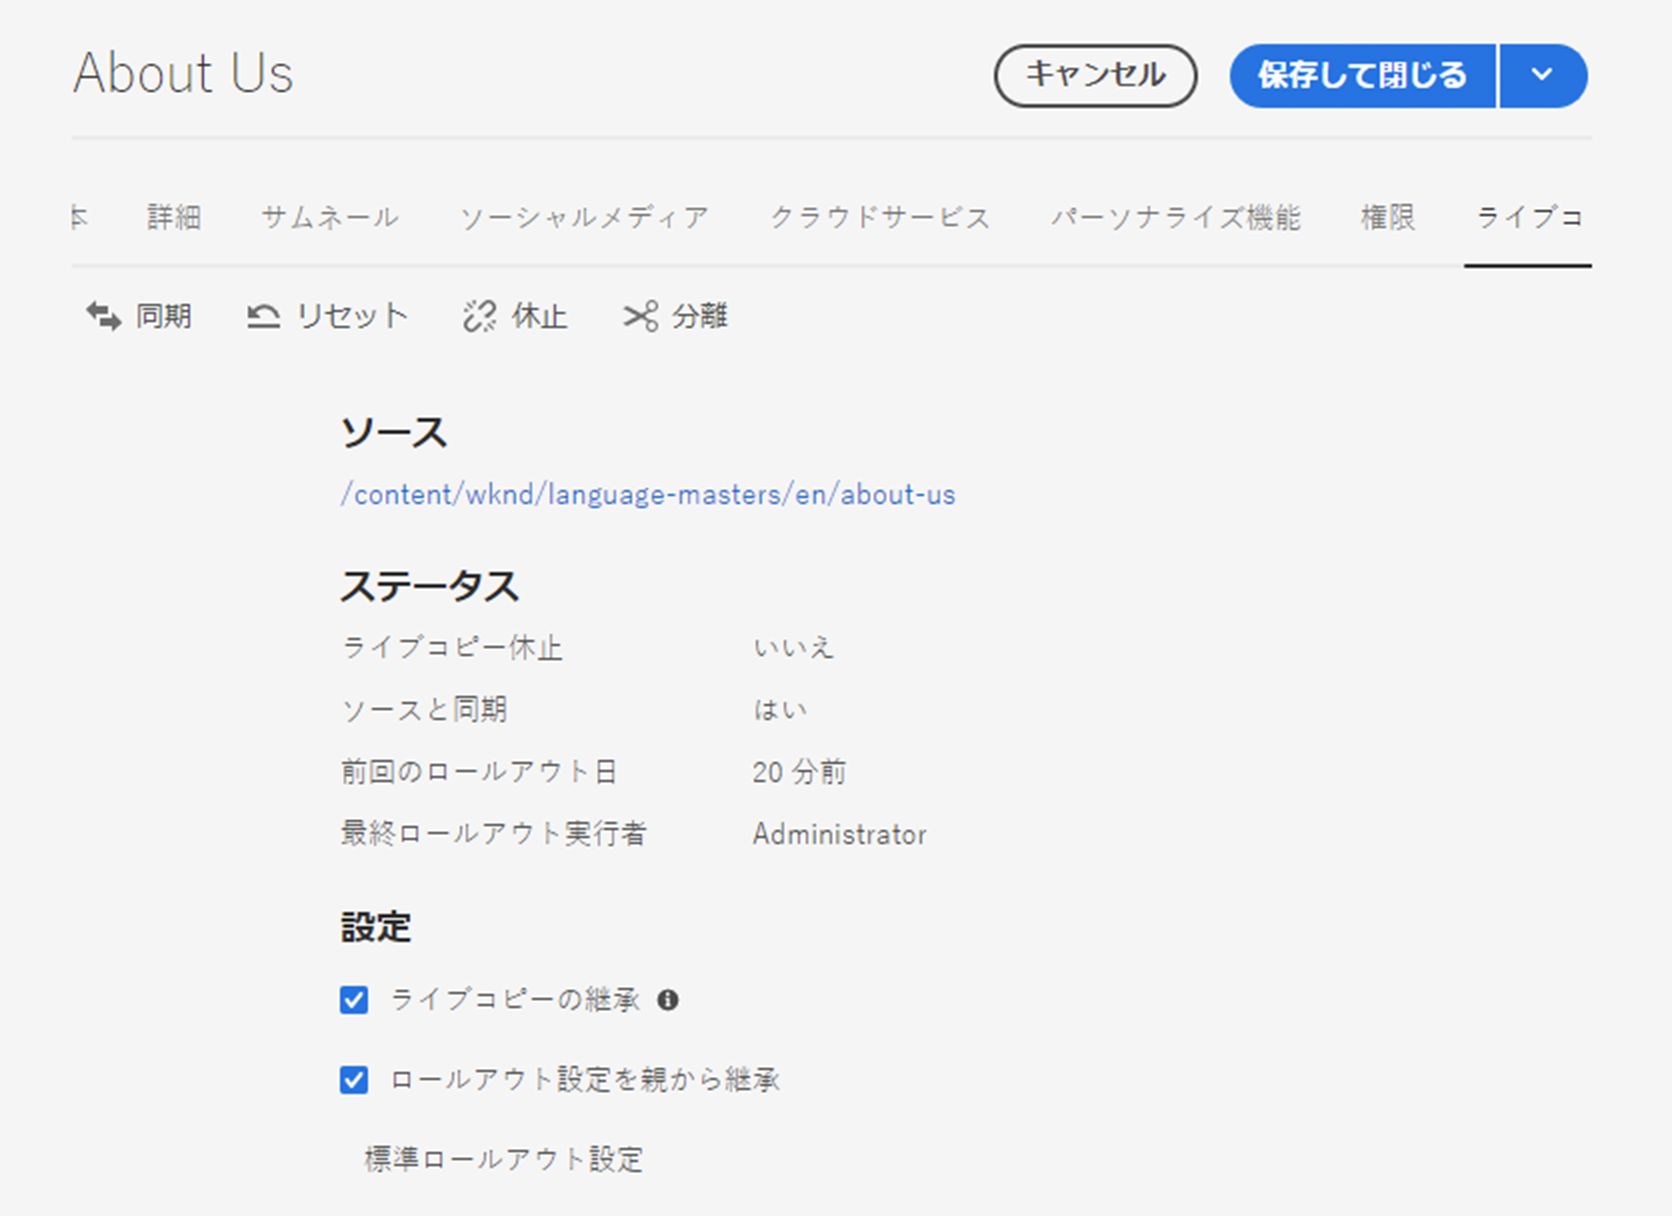 About Us
キャンセル
保存して閉じる
本 詳細 サムネール ソーシャルメディア クラウドサービス パーソナライズ機能 権限 ライブコ
同期 リセット 休止 分離
ソース
/content/wknd/language-masters/en/about-us
ステータス
ライブコピー休止 いいえ
ソースと同期 はい
前回のロールアウト日 20 分前
最終ロールアウト実行者 Administrator
設定
ライブコピーの継承
ロールアウト設定を親から継承
標準ロールアウト設定